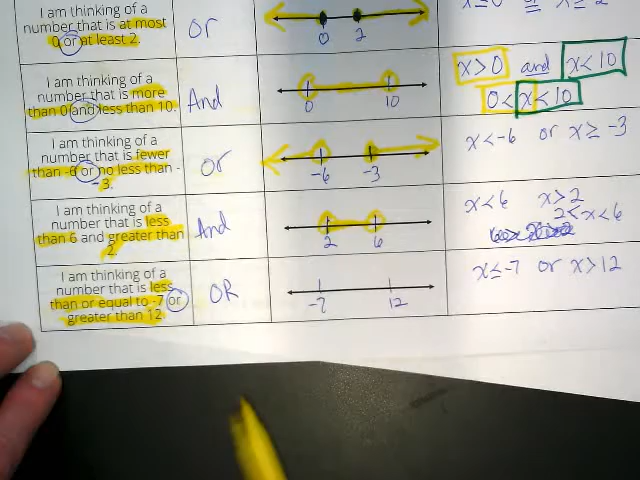 I am thinking of a
number that is at most
0 or at least 2.
or
0 2
x ≤ 0 or x ≥ 2
I am thinking of a
number that is more
than 0 and less than 10.
And
0 10
x > 0 and x < 10
0 < x < 10
I am thinking of a
number that is fewer
than -6 or no less than -
3.
or
-6 -3
x < -6 or x ≥ -3
I am thinking of a
number that is less
than 6 and greater than
2.
And
2 6
x < 6 x > 2
2 < x < 6
I am thinking of a
number that is less
than or equal to -7 or
greater than 12.
OR
-7 12
x ≤ -7 or x > 12